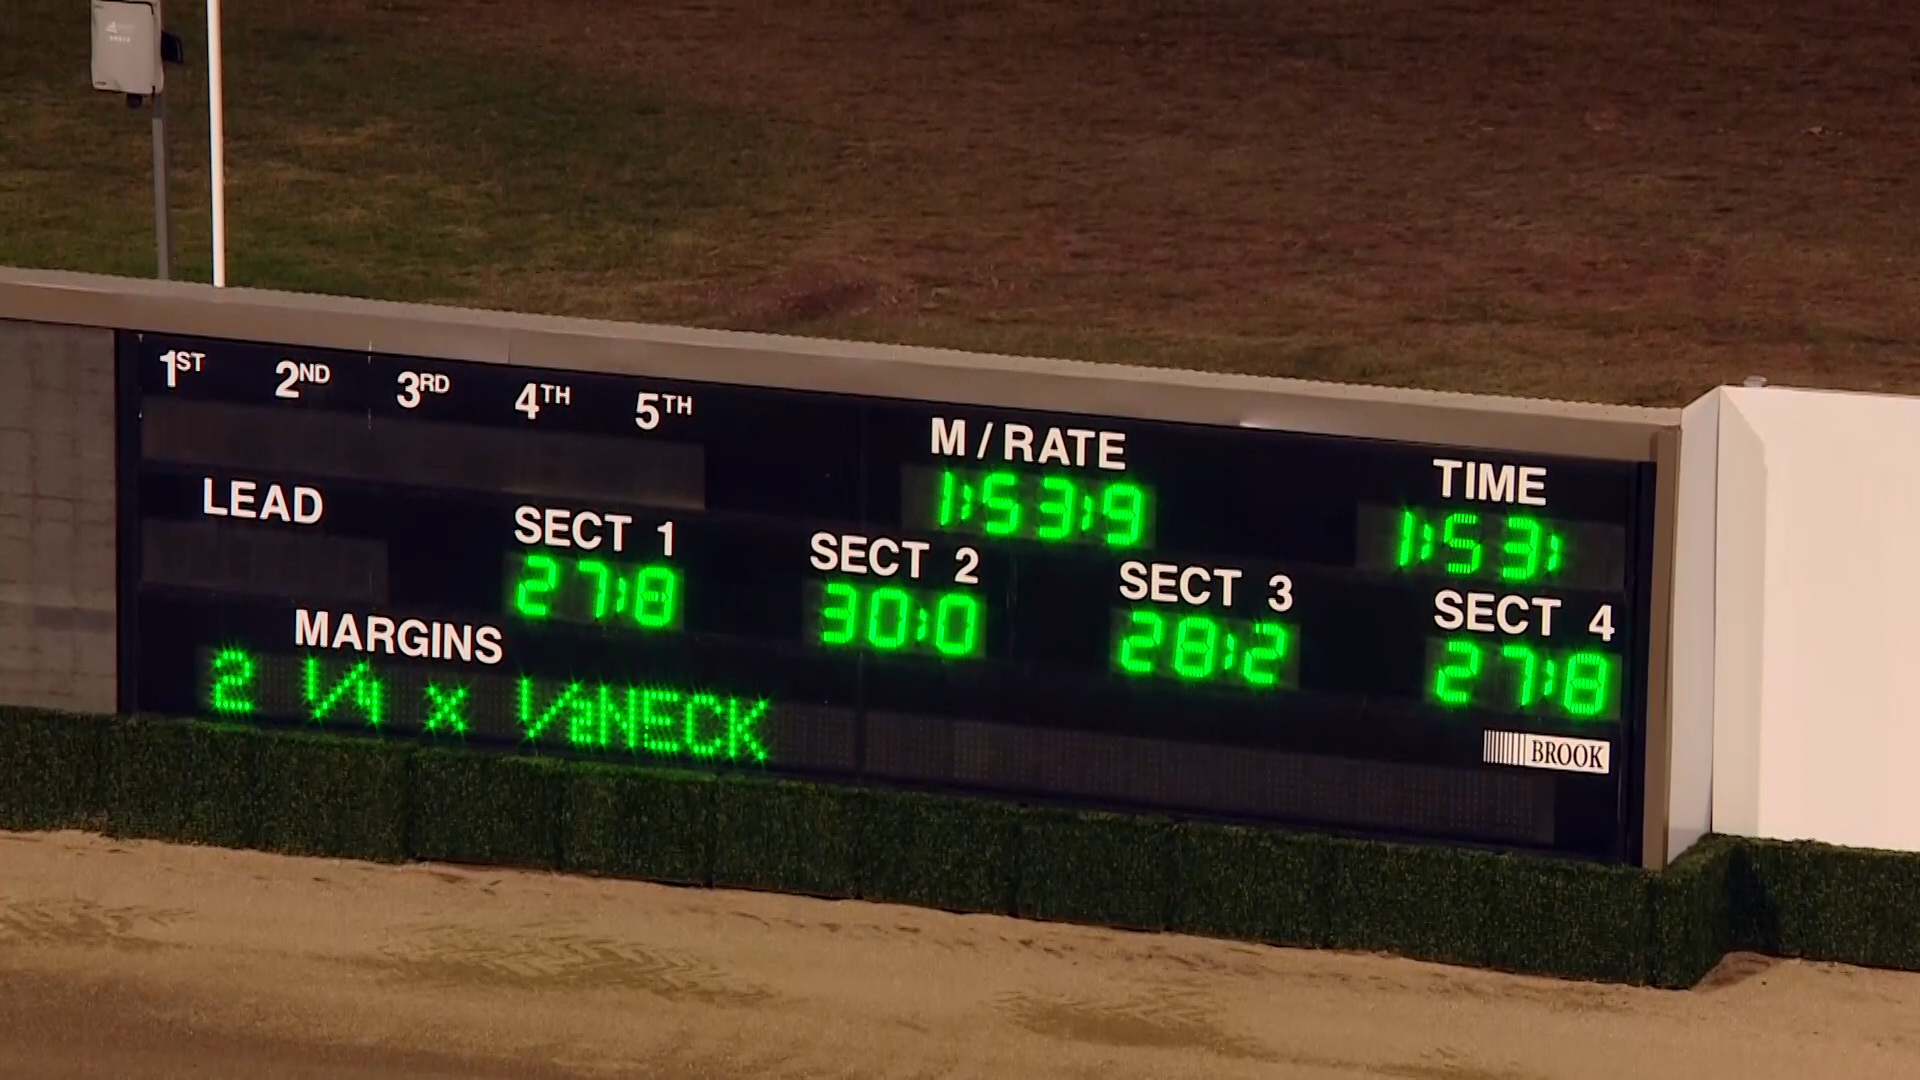 1ST 2ND 3RD 4TH 5TH
M/RATE TIME
1:53:9 1:53:
LEAD SECT 1 SECT 2 SECT 3 SECT 4
27:8 30:0 28:2 27:8
MARGINS
2 1/4 x 1/2NECK
BROOK